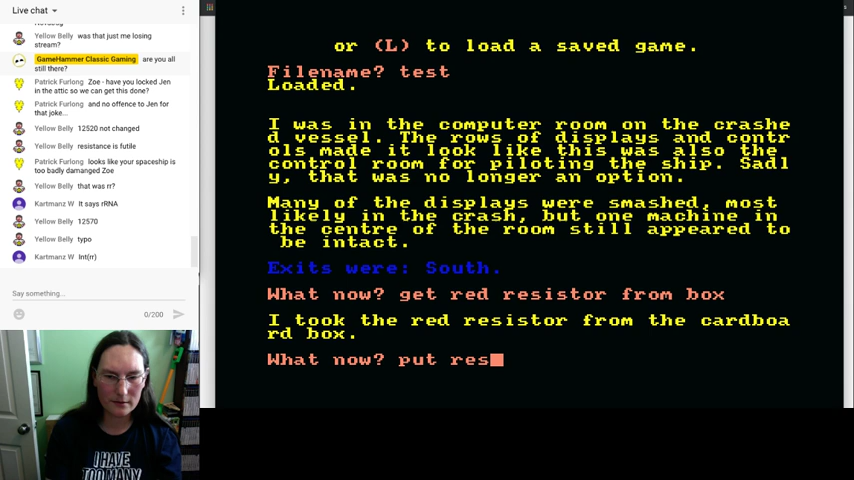 Live chat
Yellow Belly was that just me losing
stream?
GameHammer Classic Gaming are you all
still there?
Patrick Furlong Zoe - have you locked Jen
in the attic so we can get this done?
Patrick Furlong and no offence to Jen for
that joke...
Yellow Belly 12520 not changed
Yellow Belly resistance is futile
Patrick Furlong looks like your spaceship is
too badly damanged Zoe
Yellow Belly that was rr?
Kartmanz W It says rRNA
Yellow Belly 12570
Yellow Belly typo
Kartmanz W Int(rr)
Say something...
0/200
I HAVE
TOO MANY
or (L) to load a saved game.
Filename? test
Loaded.
I was in the computer room on the crashe
d vessel. The rows of displays and contr
ols made it look like this was also the
control room for piloting the ship. Sadl
y, that was no longer an option.
Many of the displays were smashed, most
likely in the crash, but one machine in
the centre of the room still appeared to
be intact.
Exits were: South.
What now? get red resistor from box
I took the red resistor from the cardboa
rd box.
What now? put res